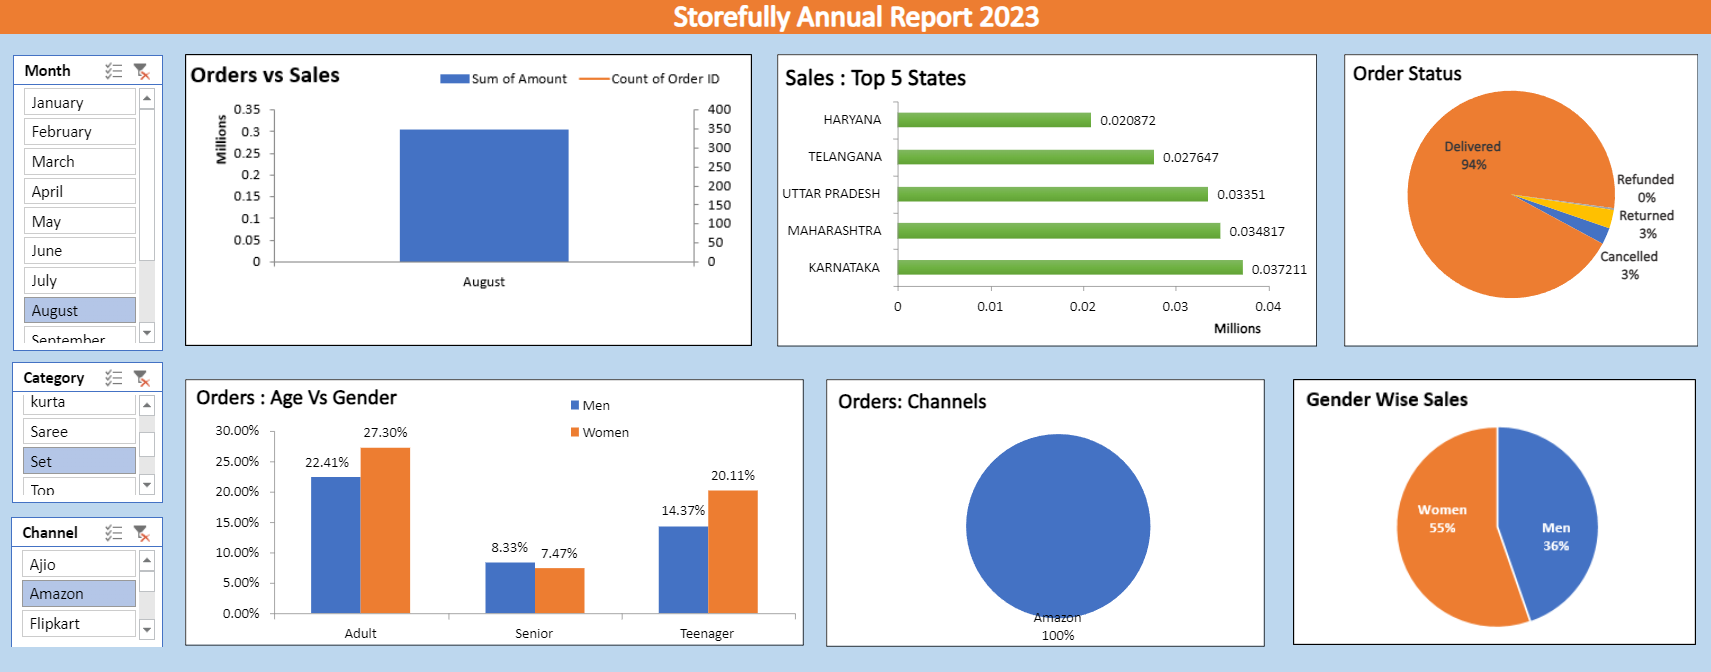 Storefully Annual Report 2023
Month
January
February
March
April
May
June
July
August
September
Category
kurta
Saree
Set
Top
Channel
Ajio
Amazon
Flipkart
Orders vs Sales
Sum of Amount
Count of Order ID
Millions
0.35
0.3
0.25
0.2
0.15
0.1
0.05
0
400
350
300
250
200
150
100
50
0
August
Sales : Top 5 States
HARYANA 0.020872
TELANGANA 0.027647
UTTAR PRADESH 0.03351
MAHARASHTRA 0.034817
KARNATAKA 0.037211
0 0.01 0.02 0.03 0.04
Millions
Order Status
Delivered
94%
Refunded
0%
Returned
3%
Cancelled
3%
Orders : Age Vs Gender
Men
Women
30.00%
25.00%
20.00%
15.00%
10.00%
5.00%
0.00%
22.41% 27.30%
8.33% 7.47%
14.37% 20.11%
Adult Senior Teenager
Orders: Channels
Amazon
100%
Gender Wise Sales
Women
55%
Men
36%